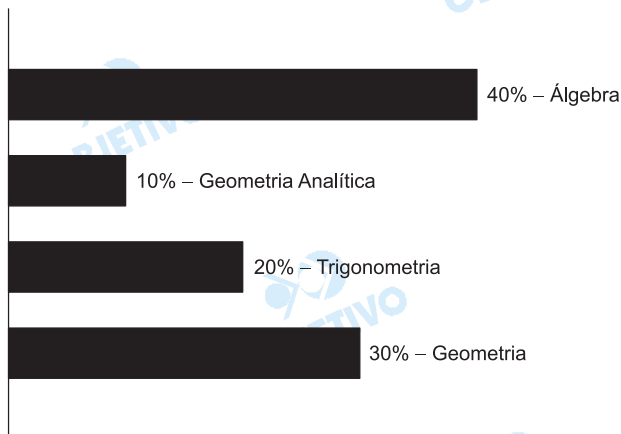 40% – Álgebra
10% – Geometria Analítica
20% – Trigonometria
30% – Geometria